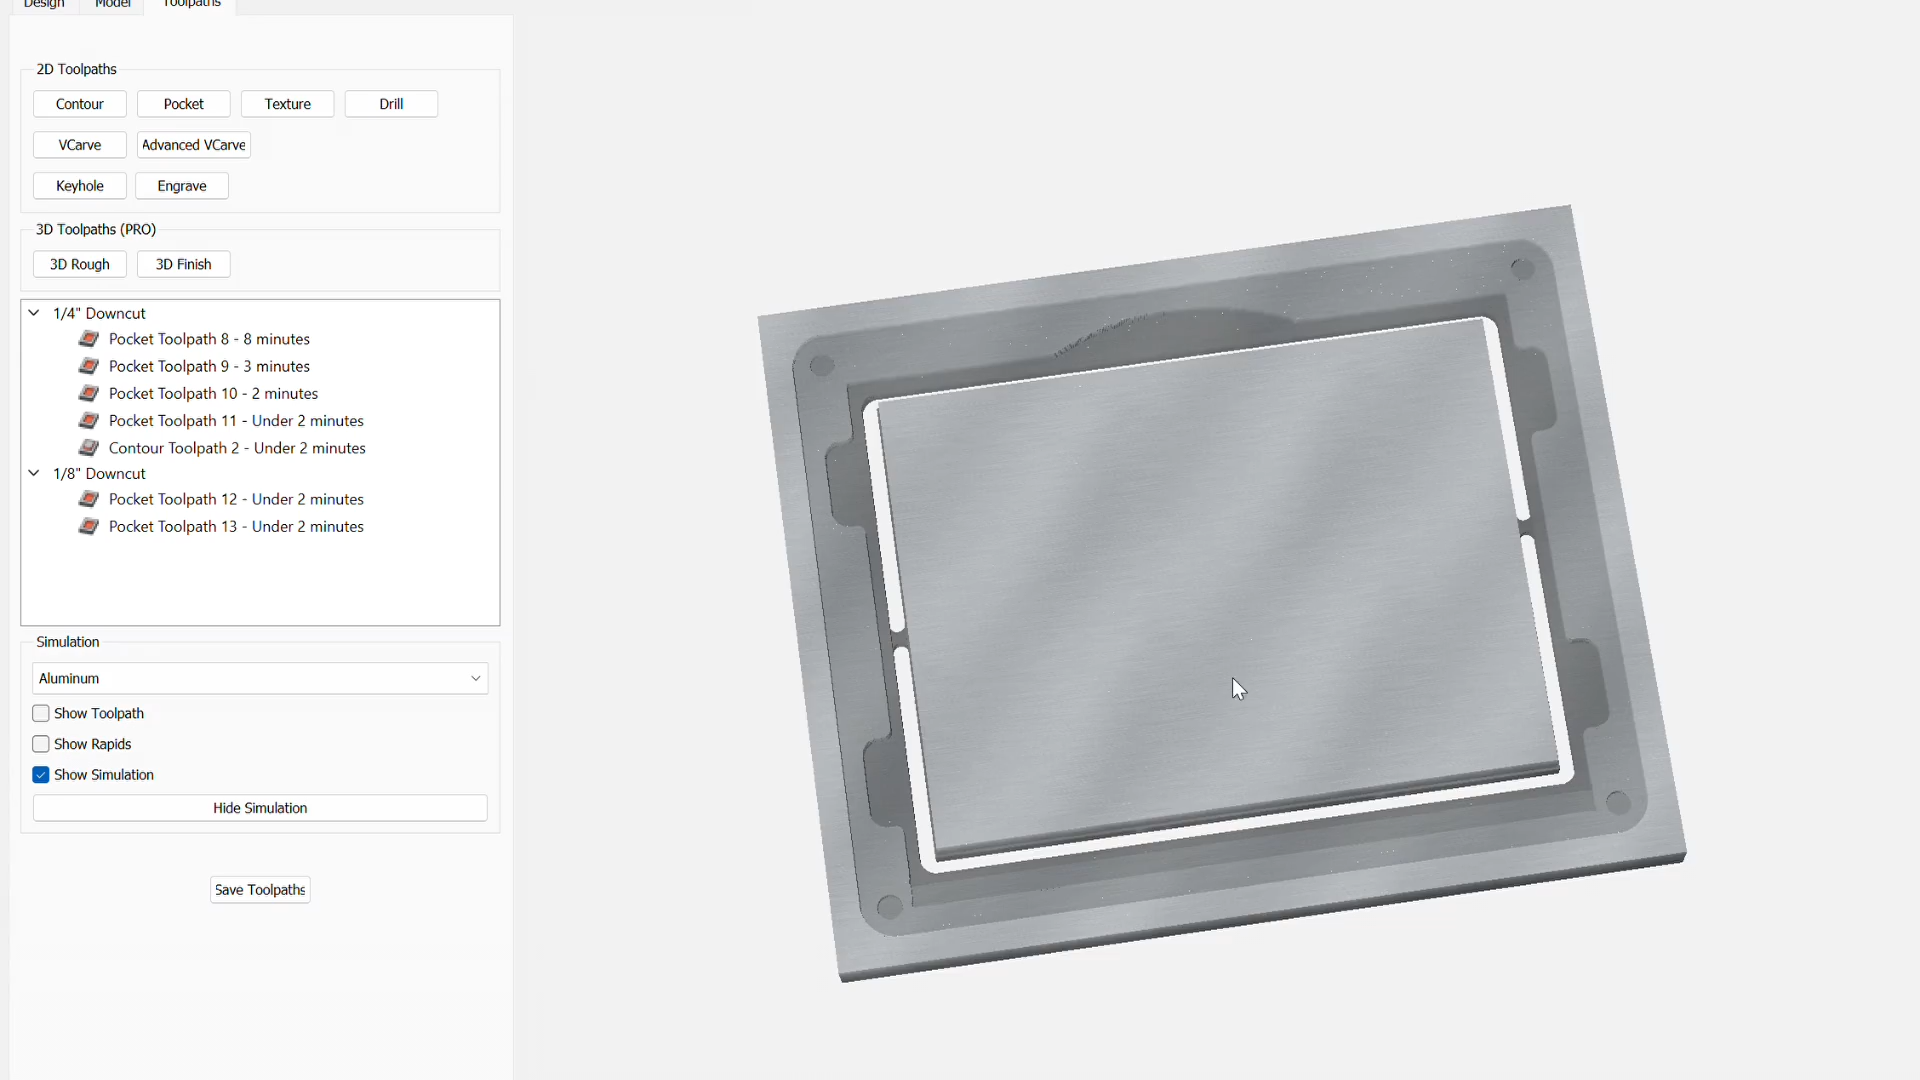 Design Model Toolpaths
2D Toolpaths
Contour Pocket Texture Drill
VCarve Advanced VCarve
Keyhole Engrave
3D Toolpaths (PRO)
3D Rough 3D Finish
1/4" Downcut
Pocket Toolpath 8 - 8 minutes
Pocket Toolpath 9 - 3 minutes
Pocket Toolpath 10 - 2 minutes
Pocket Toolpath 11 - Under 2 minutes
Contour Toolpath 2 - Under 2 minutes
1/8" Downcut
Pocket Toolpath 12 - Under 2 minutes
Pocket Toolpath 13 - Under 2 minutes
Simulation
Aluminum
Show Toolpath
Show Rapids
Show Simulation
Hide Simulation
Save Toolpaths